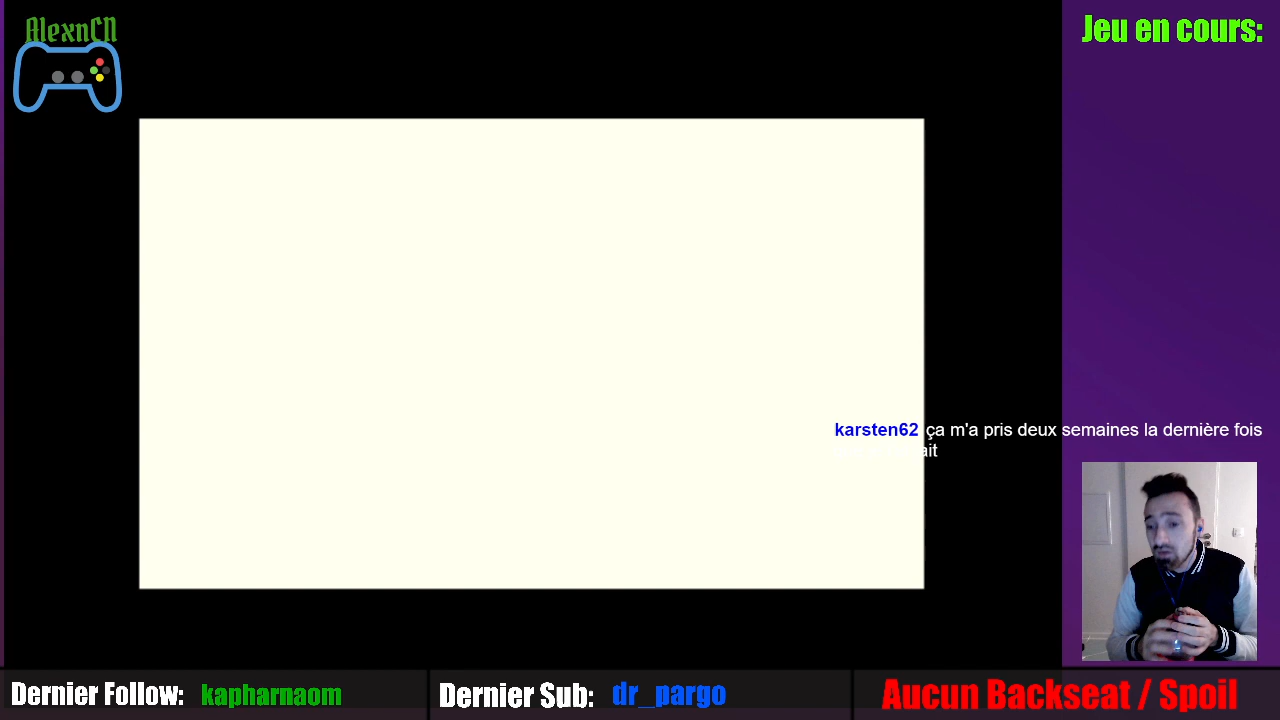 AlexnCN
Jeu en cours:
karsten62 ça m'a pris deux semaines la dernière fois
Dernier Follow: kapharnaom
Dernier Sub: dr_pargo
Aucun Backseat / Spoil